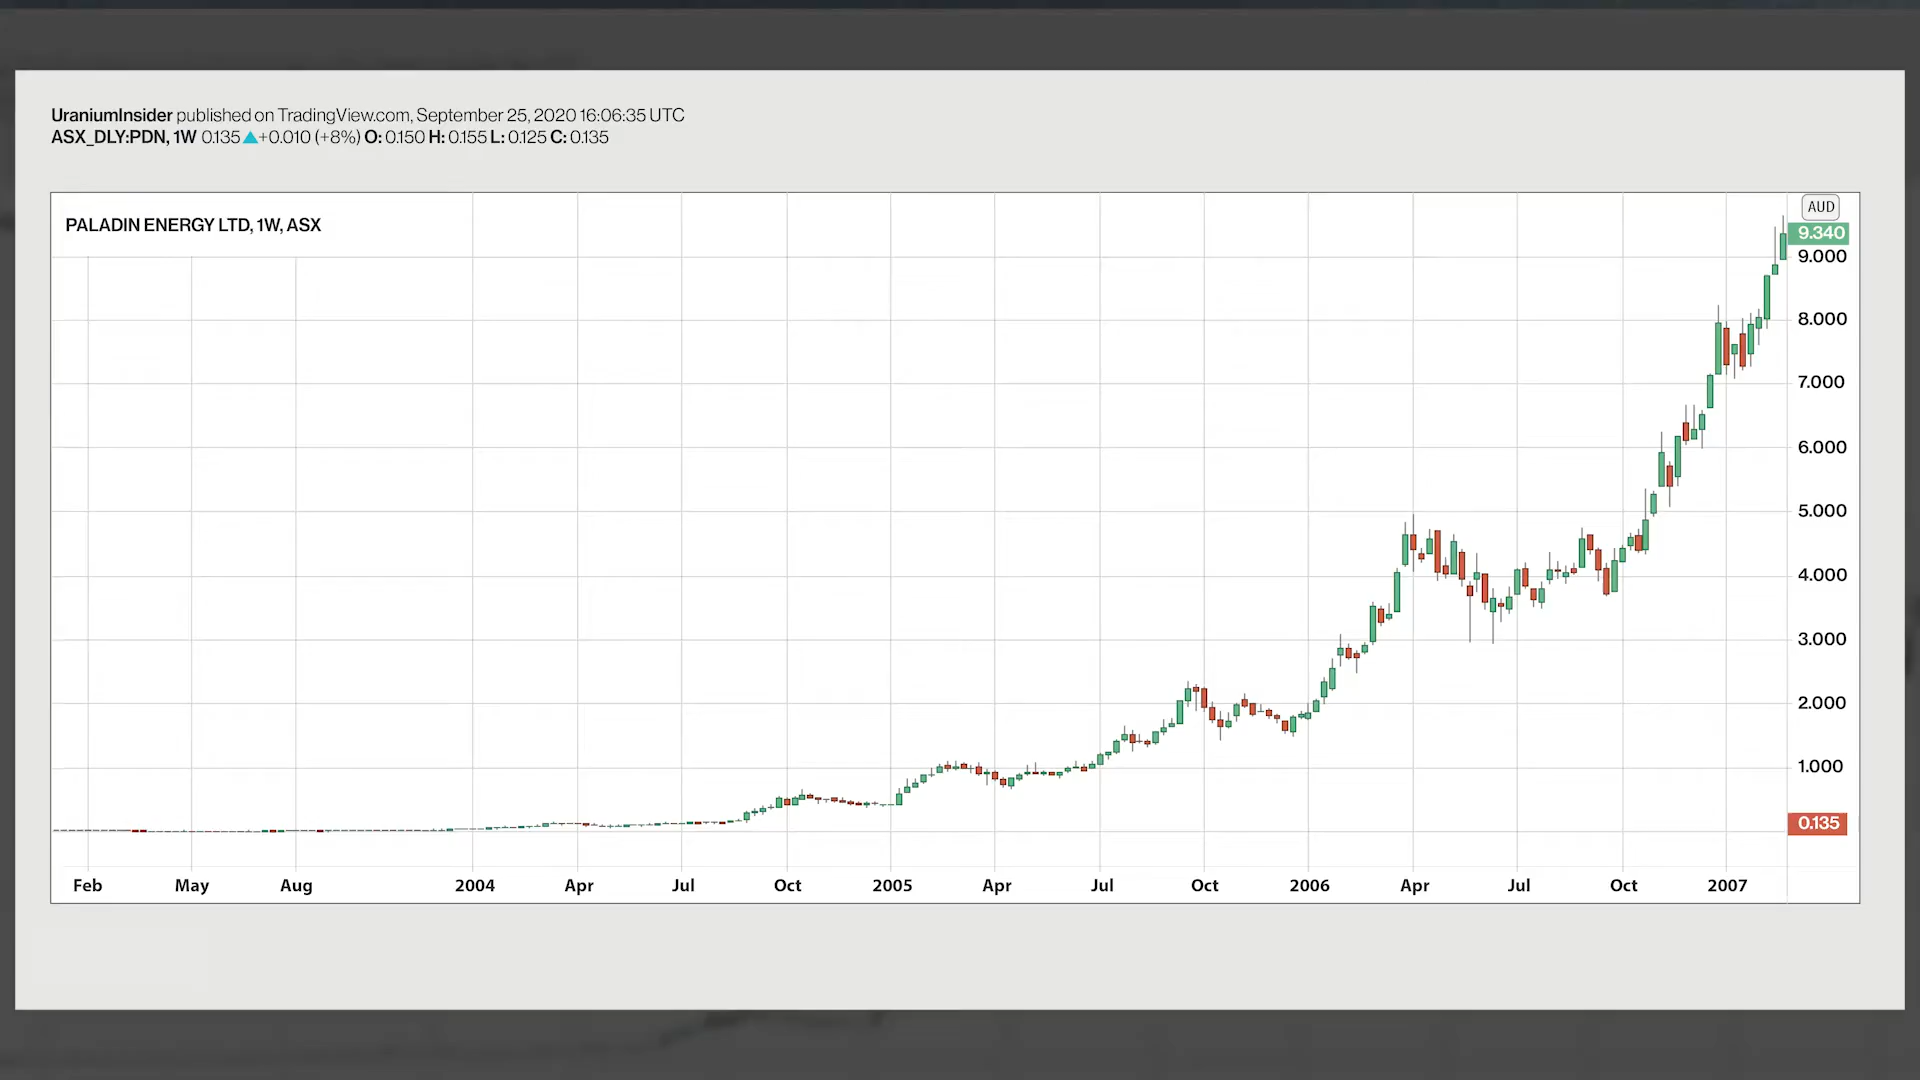 UraniumInsider published on TradingView.com, September 25, 2020 16:06:35 UTC
ASX_DLY:PDN, 1W 0.135▲+0.010 (+8%) O: 0.150 H: 0.155 L: 0.125 C: 0.135
PALADIN ENERGY LTD, 1W, ASX
AUD
9.340
9.000
8.000
7.000
6.000
5.000
4.000
3.000
2.000
1.000
0.135
Feb May Aug 2004 Apr Jul Oct 2005 Apr Jul Oct 2006 Apr Jul Oct 2007